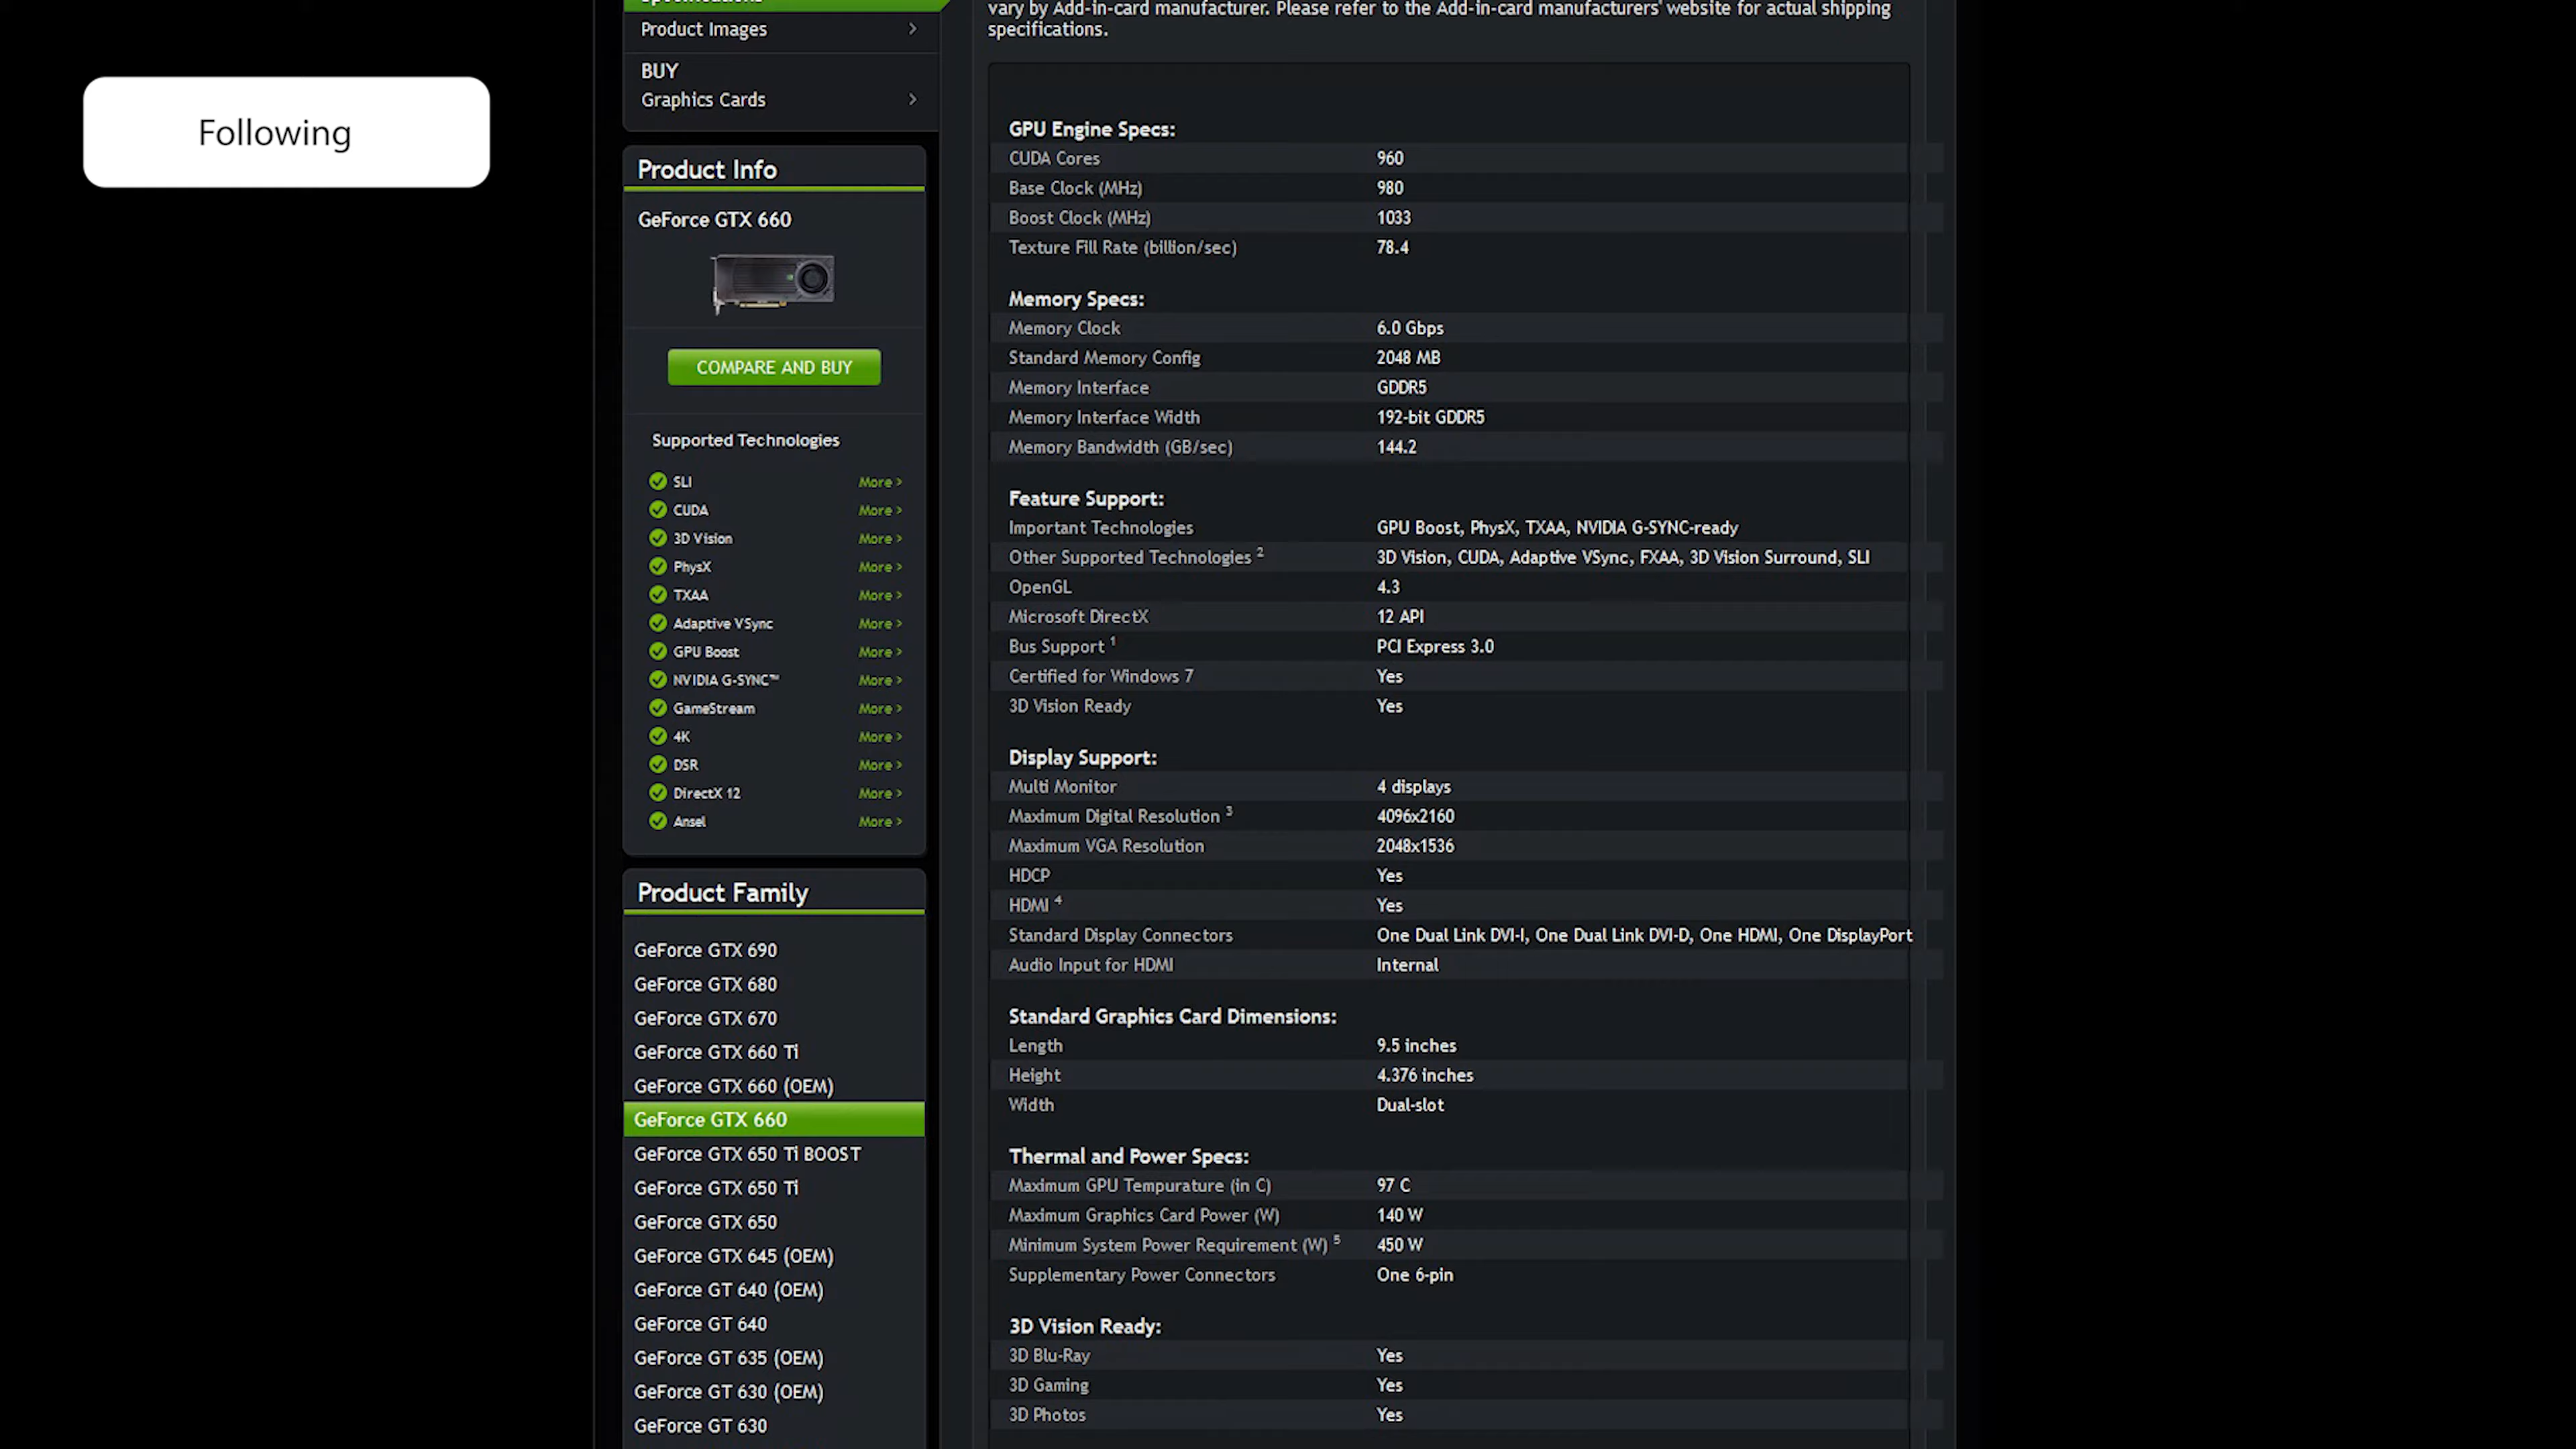 Following
Product Images
BUY
Graphics Cards
Product Info
GeForce GTX 660
COMPARE AND BUY
Supported Technologies
SLI More >
CUDA More >
3D Vision More >
PhysX More >
TXAA More >
Adaptive VSync More >
GPU Boost More >
NVIDIA G-SYNC™ More >
GameStream More >
4K More >
DSR More >
DirectX 12 More >
Ansel More >
Product Family
GeForce GTX 690
GeForce GTX 680
GeForce GTX 670
GeForce GTX 660 Ti
GeForce GTX 660 (OEM)
GeForce GTX 660
GeForce GTX 650 Ti BOOST
GeForce GTX 650 Ti
GeForce GTX 650
GeForce GTX 645 (OEM)
GeForce GT 640 (OEM)
GeForce GT 640
GeForce GT 635 (OEM)
GeForce GT 630 (OEM)
GeForce GT 630
vary by Add-in-card manufacturer. Please refer to the Add-in-card manufacturers' website for actual shipping
specifications.
GPU Engine Specs:
CUDA Cores 960
Base Clock (MHz) 980
Boost Clock (MHz) 1033
Texture Fill Rate (billion/sec) 78.4
Memory Specs:
Memory Clock 6.0 Gbps
Standard Memory Config 2048 MB
Memory Interface GDDR5
Memory Interface Width 192-bit GDDR5
Memory Bandwidth (GB/sec) 144.2
Feature Support:
Important Technologies GPU Boost, PhysX, TXAA, NVIDIA G-SYNC-ready
Other Supported Technologies 2 3D Vision, CUDA, Adaptive VSync, FXAA, 3D Vision Surround, SLI
OpenGL 4.3
Microsoft DirectX 12 API
Bus Support 1 PCI Express 3.0
Certified for Windows 7 Yes
3D Vision Ready Yes
Display Support:
Multi Monitor 4 displays
Maximum Digital Resolution 3 4096x2160
Maximum VGA Resolution 2048x1536
HDCP Yes
HDMI 4 Yes
Standard Display Connectors One Dual Link DVI-I, One Dual Link DVI-D, One HDMI, One DisplayPort
Audio Input for HDMI Internal
Standard Graphics Card Dimensions:
Length 9.5 inches
Height 4.376 inches
Width Dual-slot
Thermal and Power Specs:
Maximum GPU Tempurature (in C) 97 C
Maximum Graphics Card Power (W) 140 W
Minimum System Power Requirement (W) 5 450 W
Supplementary Power Connectors One 6-pin
3D Vision Ready:
3D Blu-Ray Yes
3D Gaming Yes
3D Photos Yes